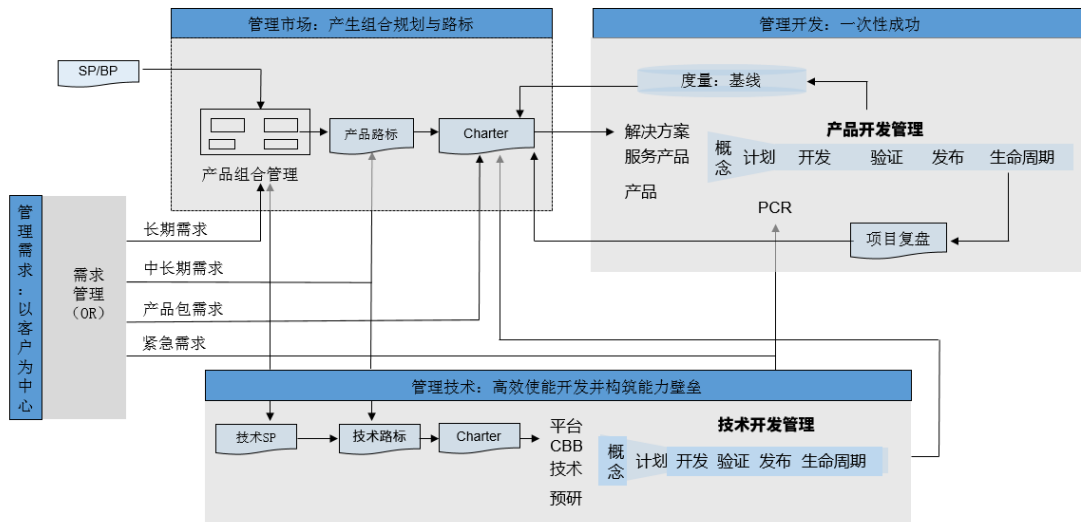 管理市场：产生组合规划与路标
SP/BP
产品组合管理
产品路标
Charter
管理开发：一次性成功
度量：基线
解决方案
服务产品
产品
产品开发管理
概念
计划
开发
验证
发布
生命周期
PCR
项目复盘
管理需求：以客户为中心
需求
管理
（OR）
长期需求
中长期需求
产品包需求
紧急需求
管理技术：高效使能开发并构筑能力壁垒
技术SP
技术路标
Charter
平台
CBB
技术
预研
技术开发管理
概念
计划
开发
验证
发布
生命周期